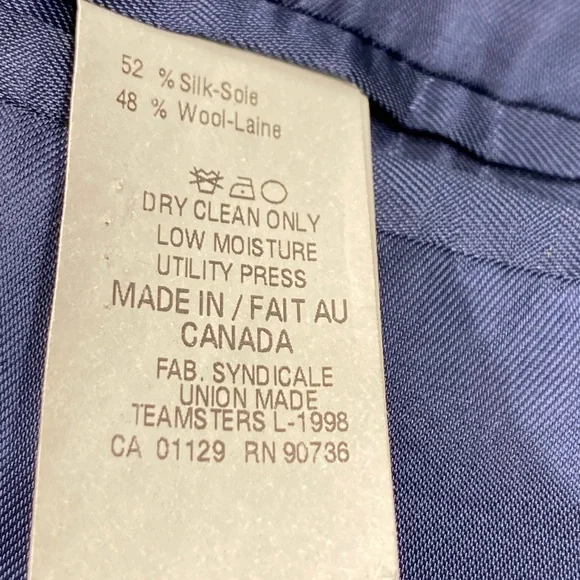 52 % Silk-Soie
48 % Wool-Laine
DRY CLEAN ONLY
LOW MOISTURE
UTILITY PRESS
MADE IN / FAIT AU
CANADA
FAB. SYNDICALE
UNION MADE
TEAMSTERS L-1998
CA 01129 RN 90736